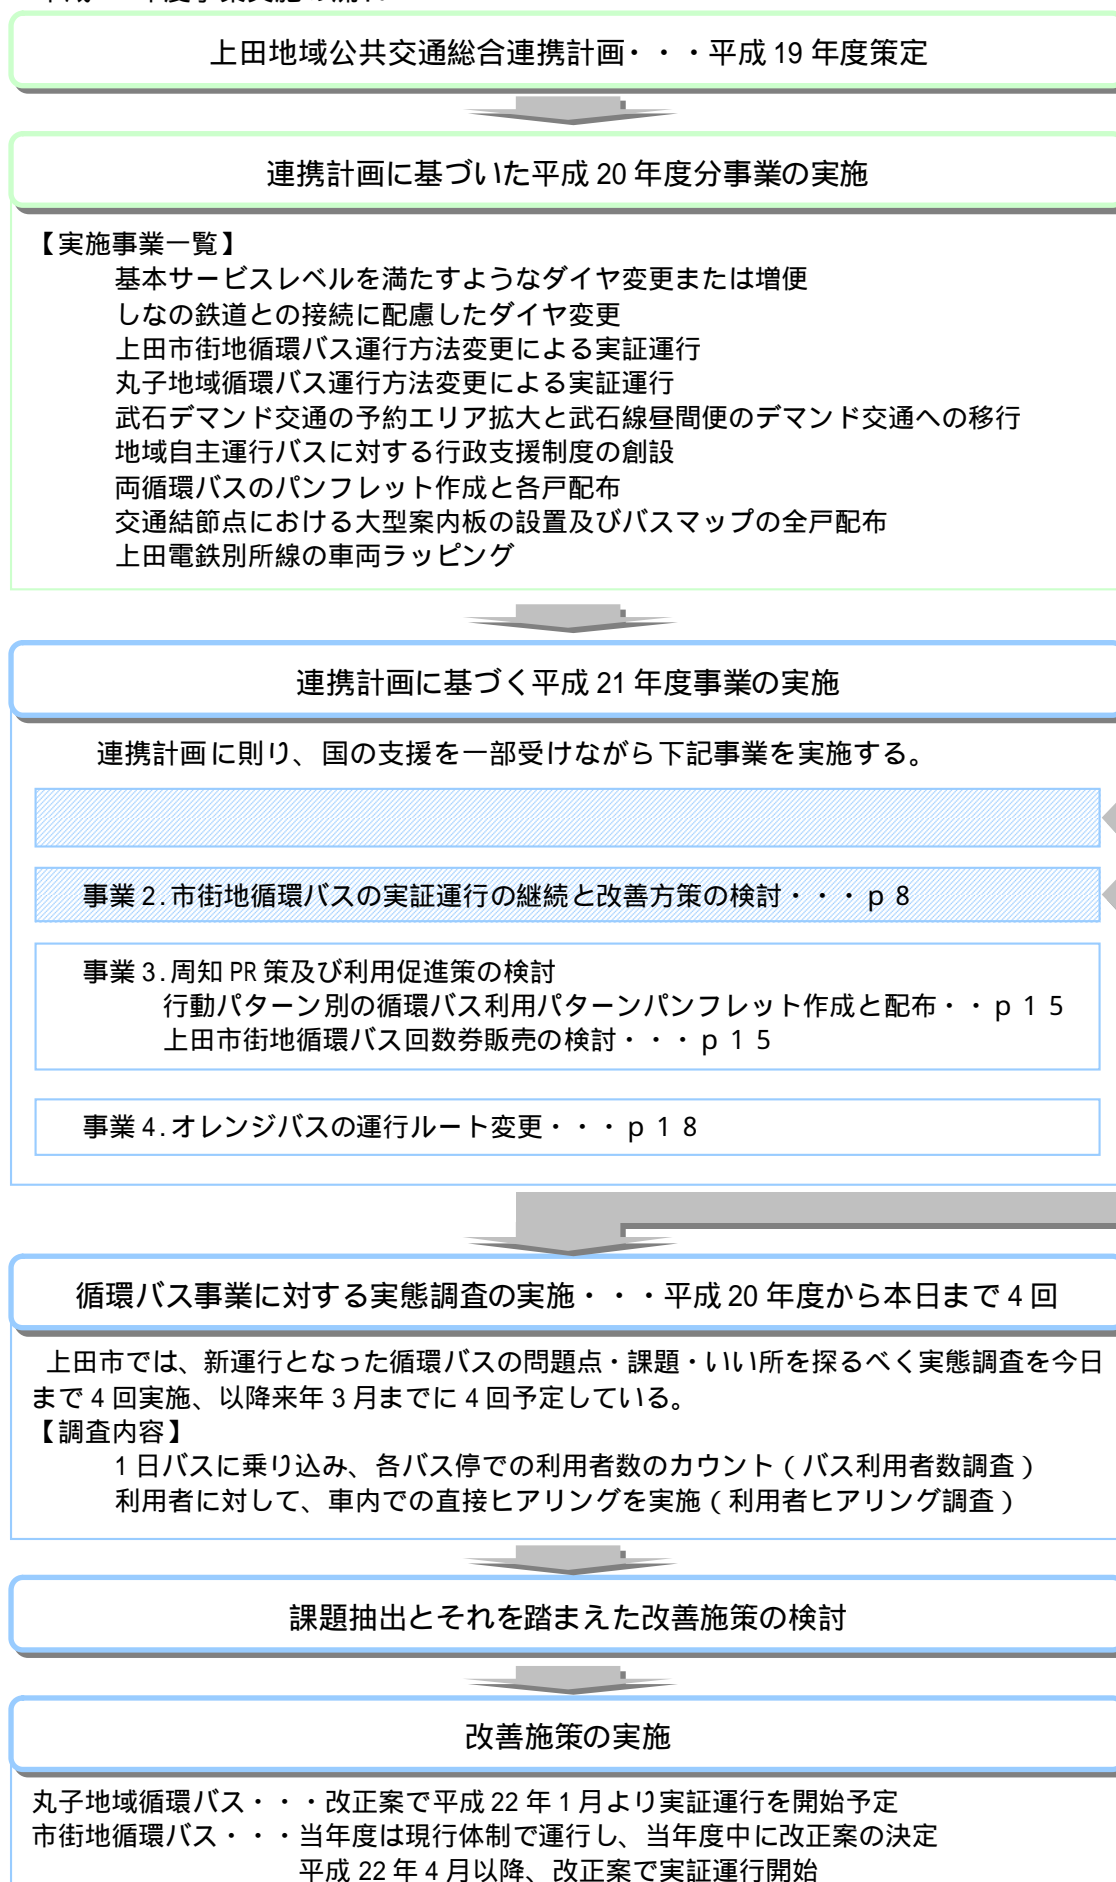 上田地域公共交通総合連携計画・・・平成 19 年度策定
連携計画に基づいた平成 20 年度分事業の実施
【実施事業一覧】
基本サービスレベルを満たすようなダイヤ変更または増便
しなの鉄道との接続に配慮したダイヤ変更
上田市街地循環バス運行方法変更による実証運行
丸子地域循環バス運行方法変更による実証運行
武石デマンド交通の予約エリア拡大と武石線昼間便のデマンド交通への移行
地域自主運行バスに対する行政支援制度の創設
両循環バスのパンフレット作成と各戸配布
交通結節点における大型案内板の設置及びバスマップの全戸配布
上田電鉄別所線の車両ラッピング
連携計画に基づく平成 21 年度事業の実施
連携計画に則り、国の支援を一部受けながら下記事業を実施する。
事業 2.市街地循環バスの実証運行の継続と改善方策の検討・・・ｐ８
事業 3.周知 PR 策及び利用促進策の検討
行動パターン別の循環バス利用パターンパンフレット作成と配布・・ｐ１５
上田市街地循環バス回数券販売の検討・・・ｐ１５
事業 4.オレンジバスの運行ルート変更・・・ｐ１８
循環バス事業に対する実態調査の実施・・・平成 20 年度から本日まで 4 回
上田市では、新運行となった循環バスの問題点・課題・いい所を探るべく実態調査を今日
まで 4 回実施、以降来年 3 月までに 4 回予定している。
【調査内容】
1 日バスに乗り込み、各バス停での利用者数のカウント（バス利用者数調査）
利用者に対して、車内での直接ヒアリングを実施（利用者ヒアリング調査）
課題抽出とそれを踏まえた改善施策の検討
改善施策の実施
丸子地域循環バス・・・改正案で平成 22 年 1 月より実証運行を開始予定
市街地循環バス・・・当年度は現行体制で運行し、当年度中に改正案の決定
平成 22 年 4 月以降、改正案で実証運行開始